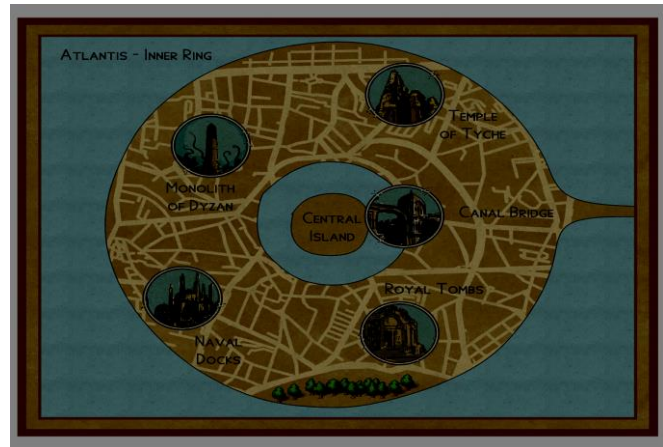 Atlantis - Inner Ring
Temple
of Tyche
Monolith
of Dyzan
Central
Island
Canal Bridge
Royal Tombs
Naval
Docks